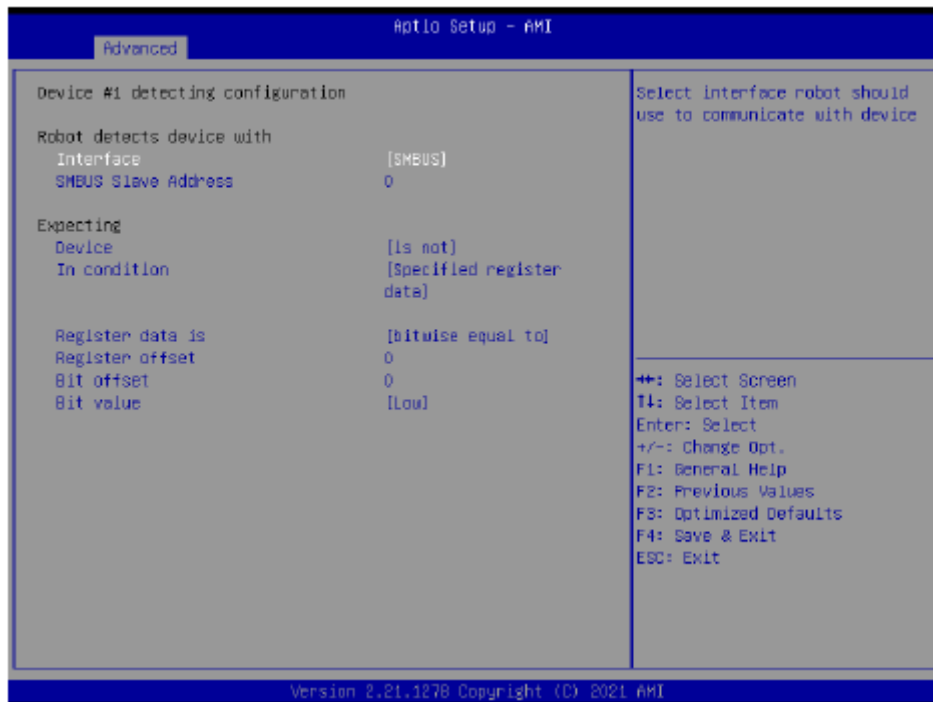 Aptio Setup - AMI
Advanced
Device #1 detecting configuration
Robot detects device with
Interface [SMBUS]
SMBUS Slave Address 0
Expecting
Device [is not]
In condition [Specified register
data]
Register data is [bitwise equal to]
Register offset 0
Bit offset 0
Bit value [Low]
Select interface robot should
use to communicate with device
→←: Select Screen
↑↓: Select Item
Enter: Select
+/-: Change Opt.
F1: General Help
F2: Previous Values
F3: Optimized Defaults
F4: Save & Exit
ESC: Exit
Version 2.21.1278 Copyright (C) 2021 AMI